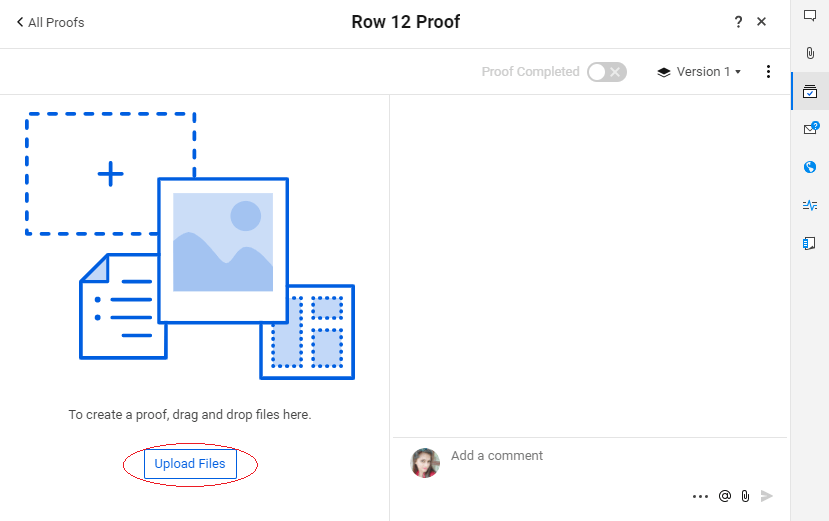 All Proofs
Row 12 Proof
?
Proof Completed
Version 1
To create a proof, drag and drop files here.
Upload Files
Add a comment
@